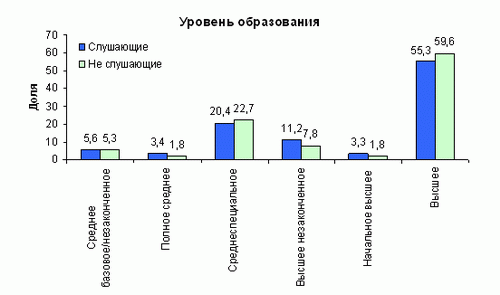 Уровень образования
Слушающие
Не слушающие
Доля
70
60
50
40
30
20
10
0
5,6 5,3
3,4 1,8
20,4 22,7
11,2 7,8
3,3 1,8
55,3 59,6
Среднее
базовое/незаконченное
Полное среднее
Среднеспециальное
Высшее незаконченное
Начальное высшее
Высшее